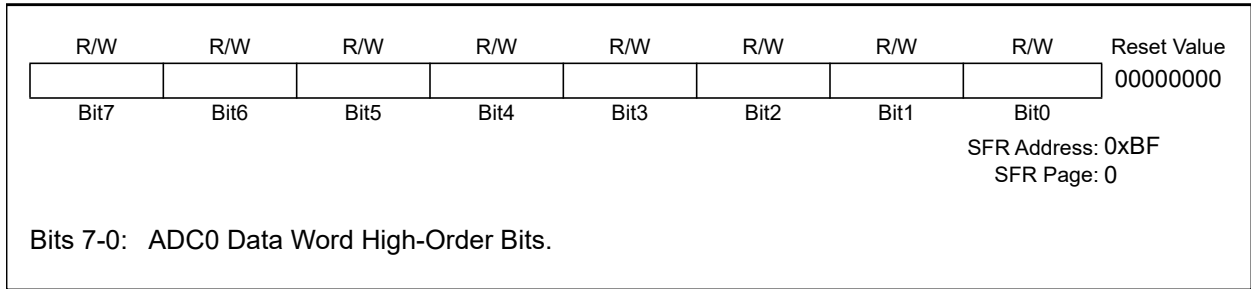 R/W R/W R/W R/W R/W R/W R/W R/W Reset Value
00000000
Bit7 Bit6 Bit5 Bit4 Bit3 Bit2 Bit1 Bit0
SFR Address: 0xBF
SFR Page: 0
Bits 7-0: ADC0 Data Word High-Order Bits.